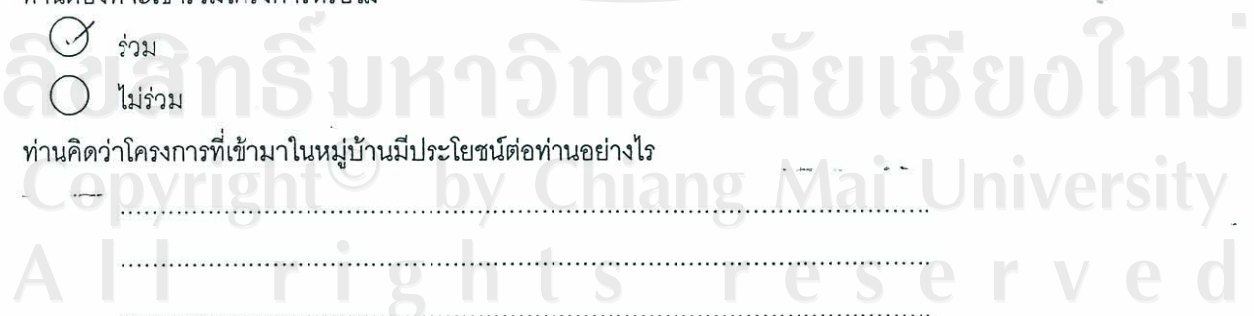 ร่วม
ไม่ร่วม
ท่านคิดว่าโครงการที่เข้ามาในหมู่บ้านมีประโยชน์ต่อท่านอย่างไร
ลิขสิทธิ์มหาวิทยาลัยเชียงใหม่
Copyright© by Chiang Mai University
All rights reserved